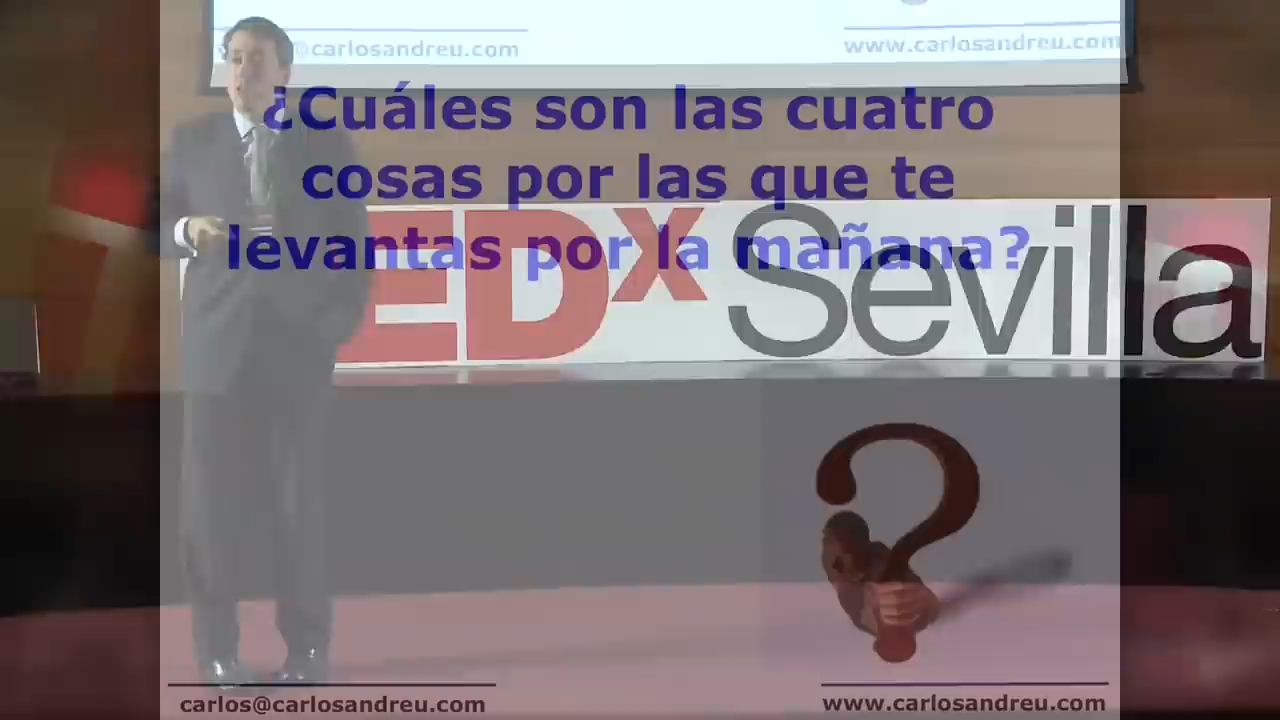 @carlosandreu.com
www.carlosandreu.com
¿Cuáles son las cuatro
cosas por las que te
levantas por la mañana?
EDx Sevilla
carlos@carlosandreu.com
www.carlosandreu.com